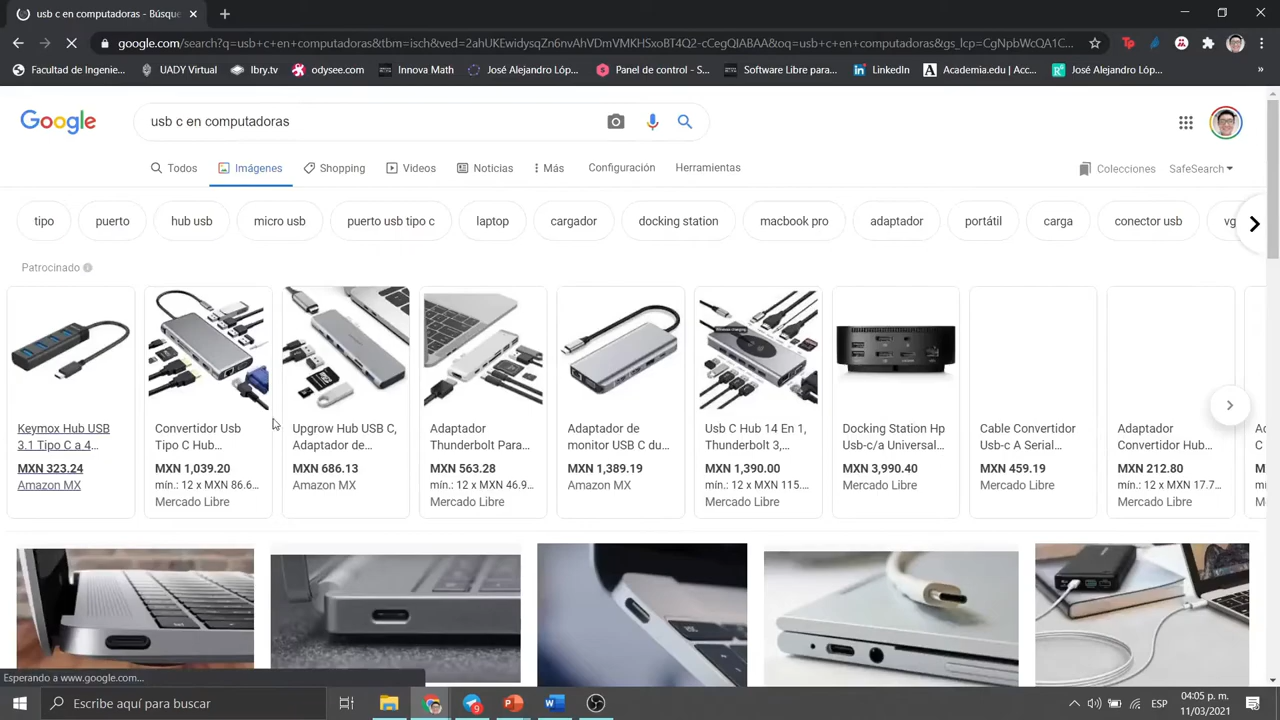 usb c en computadoras - Búsque
google.com/search?q=usb+c+en+computadoras&tbm=isch&ved=2ahUKEwidysqZn6nvAhVDmVMKHSxoBT4Q2-cCegQIABAA&oq=usb+c+en+computadoras&gs_lcp=CgNpbWcQA1C...
Facultad de Ingenie...
UADY Virtual
lbry.tv
odysee.com
Innova Math
José Alejandro Lóp...
Panel de control - S...
Software Libre para...
LinkedIn
Academia.edu | Acc...
José Alejandro Lóp...
Google
usb c en computadoras
Todos
Imágenes
Shopping
Videos
Noticias
Más
Configuración
Herramientas
Colecciones
SafeSearch
tipo
puerto
hub usb
micro usb
puerto usb tipo c
laptop
cargador
docking station
macbook pro
adaptador
portátil
carga
conector usb
vg
Patrocinado
Keymox Hub USB
3.1 Tipo C a 4...
MXN 323.24
Amazon MX
Convertidor Usb
Tipo C Hub...
MXN 1,039.20
mín.: 12 x MXN 86.6...
Mercado Libre
Upgrow Hub USB C,
Adaptador de...
MXN 686.13
Amazon MX
Adaptador
Thunderbolt Para...
MXN 563.28
mín.: 12 x MXN 46.9...
Mercado Libre
Adaptador de
monitor USB C du...
MXN 1,389.19
Amazon MX
Usb C Hub 14 En 1,
Thunderbolt 3,...
MXN 1,390.00
mín.: 12 x MXN 115....
Mercado Libre
Docking Station Hp
Usb-c/a Universal...
MXN 3,990.40
Mercado Libre
Cable Convertidor
Usb-c A Serial...
MXN 459.19
Mercado Libre
Adaptador
Convertidor Hub...
MXN 212.80
mín.: 12 x MXN 17.7...
Mercado Libre
Ac
C
M
Me
Esperando a www.google.com...
Escribe aquí para buscar
ESP
04:05 p. m.
11/03/2021